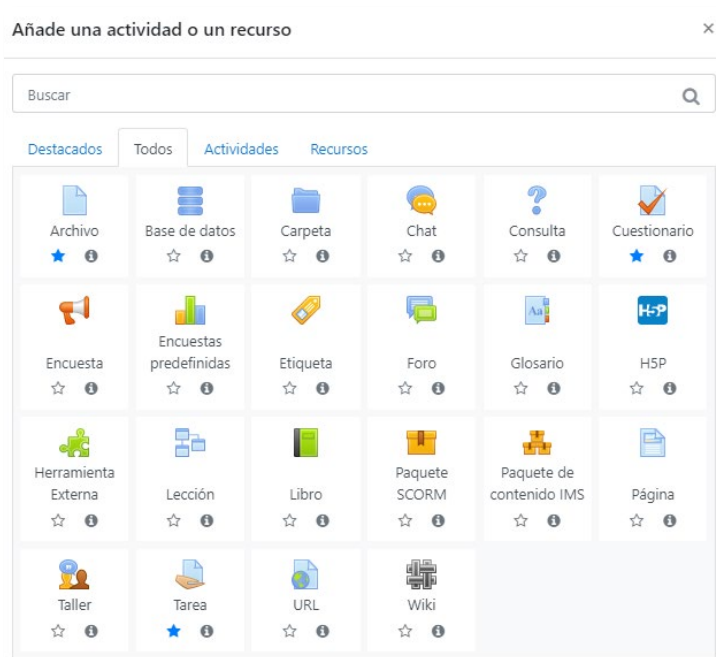 Añade una actividad o un recurso
×
Buscar
Destacados Todos Actividades Recursos
Archivo Base de datos Carpeta Chat Consulta Cuestionario
Encuesta
Encuestas
predefinidas
Etiqueta Foro Glosario H5P
Herramienta
Externa
Lección Libro
Paquete
SCORM
Paquete de
contenido IMS
Página
Taller Tarea URL Wiki